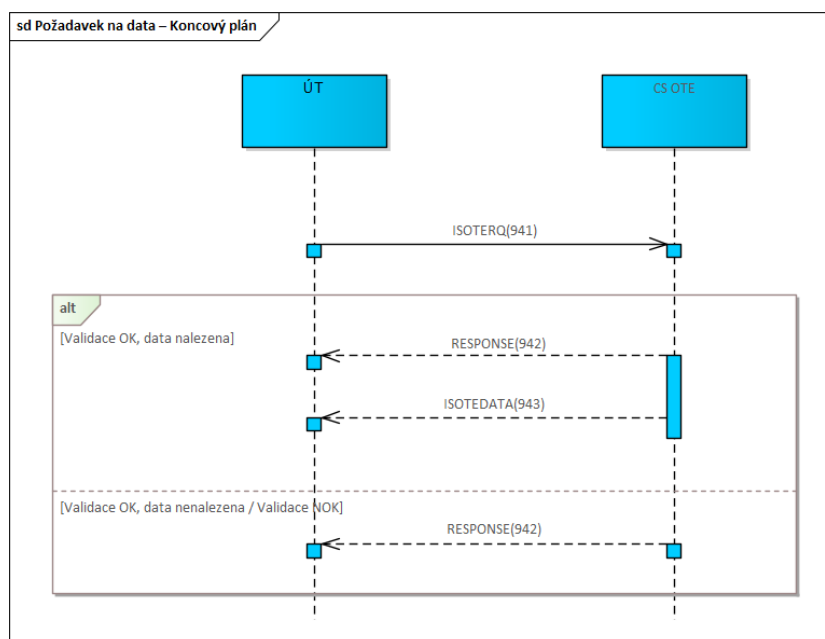 sd Požadavek na data – Koncový plán
ÚT
CS OTE
ISOTERQ(941)
alt
[Validace OK, data nalezena]
RESPONSE(942)
ISOTEDATA(943)
[Validace OK, data nenalezena / Validace NOK]
RESPONSE(942)